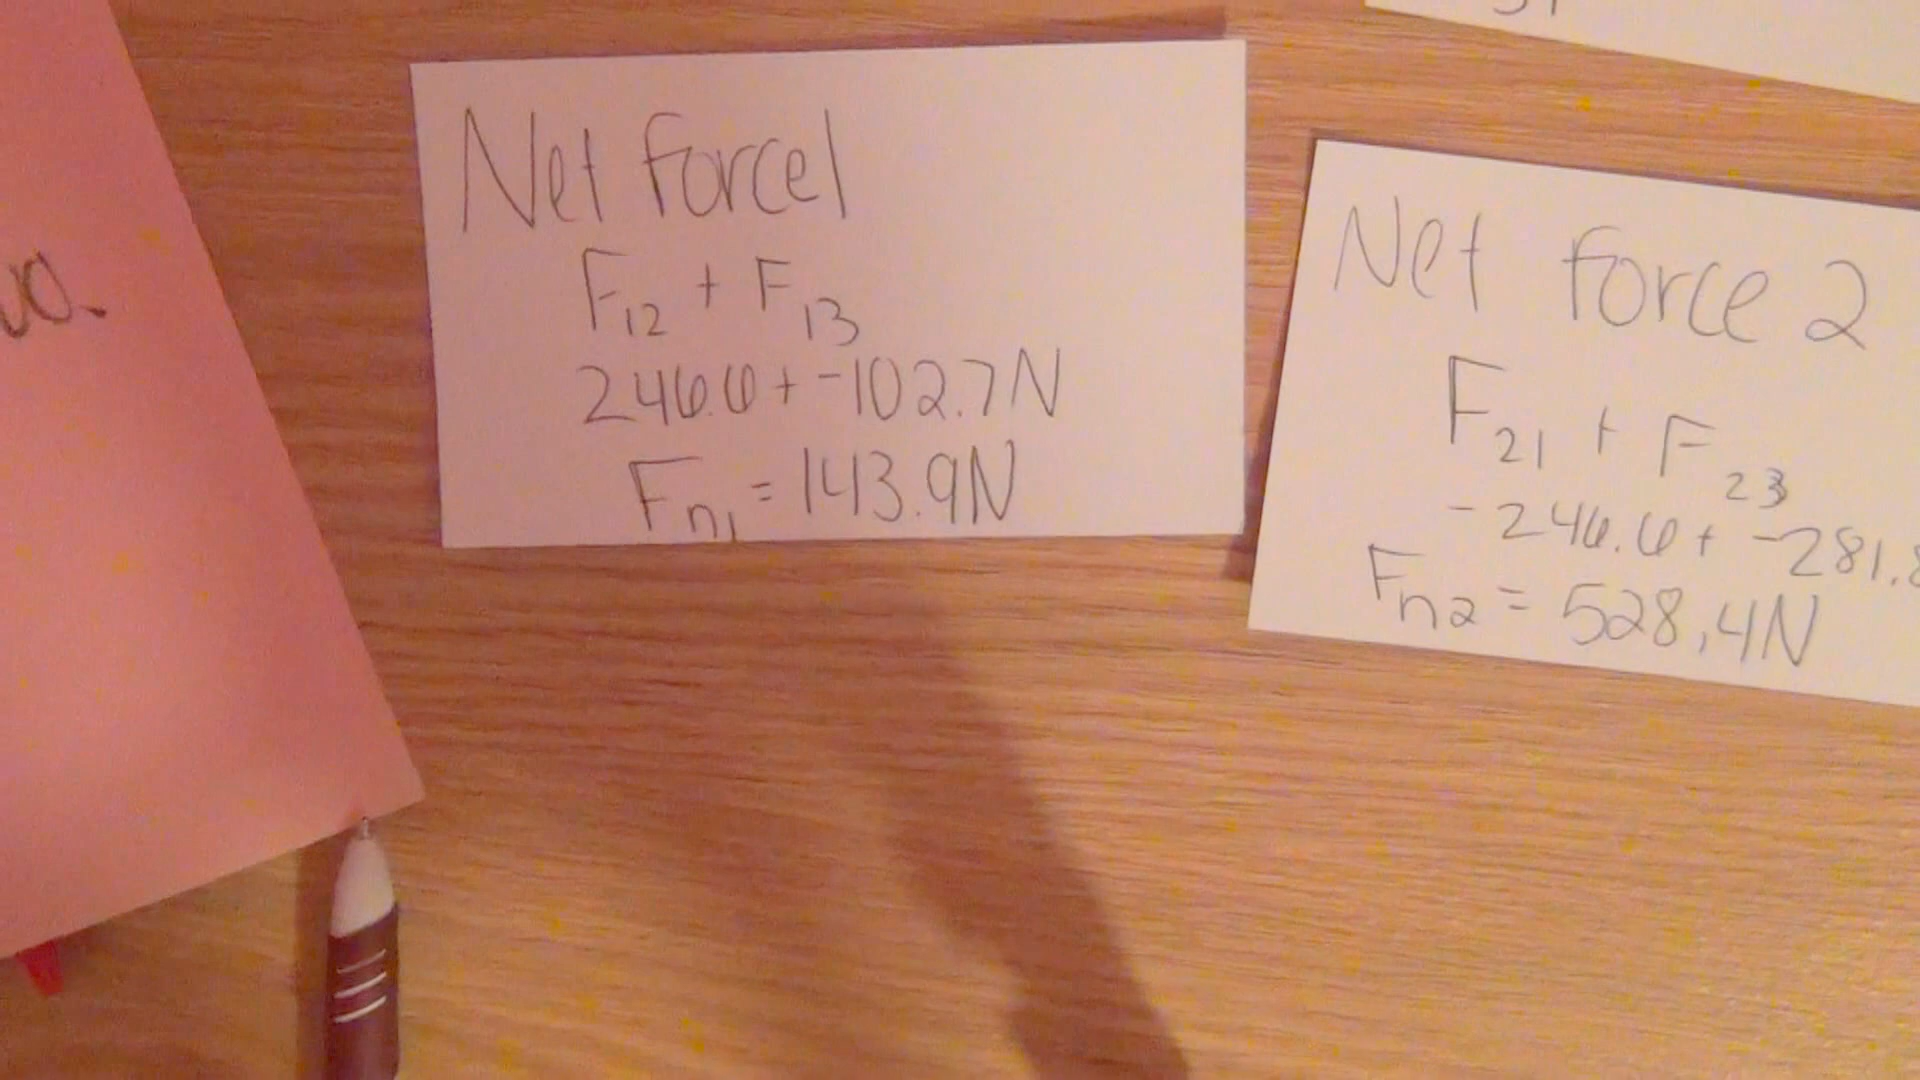 Net force1
F12 + F13
246.6 + -102.7N
Fn1 = 143.9N
Net force 2
F21 + F23
-246.6 + -281.8
Fn2 = 528.4N